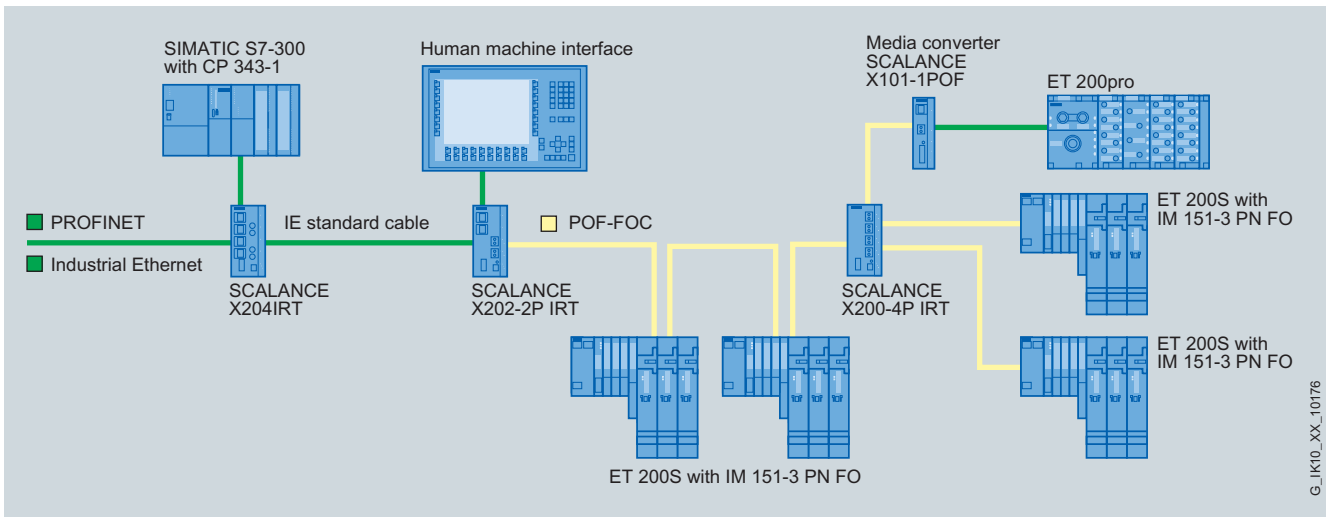 SIMATIC S7-300
with CP 343-1
Human machine interface
Media converter
SCALANCE
X101-1POF
ET 200pro
PROFINET
IE standard cable
POF-FOC
ET 200S with
IM 151-3 PN FO
Industrial Ethernet
SCALANCE
X204IRT
SCALANCE
X202-2P IRT
SCALANCE
X200-4P IRT
ET 200S with
IM 151-3 PN FO
ET 200S with IM 151-3 PN FO
G_IK10_XX_10176